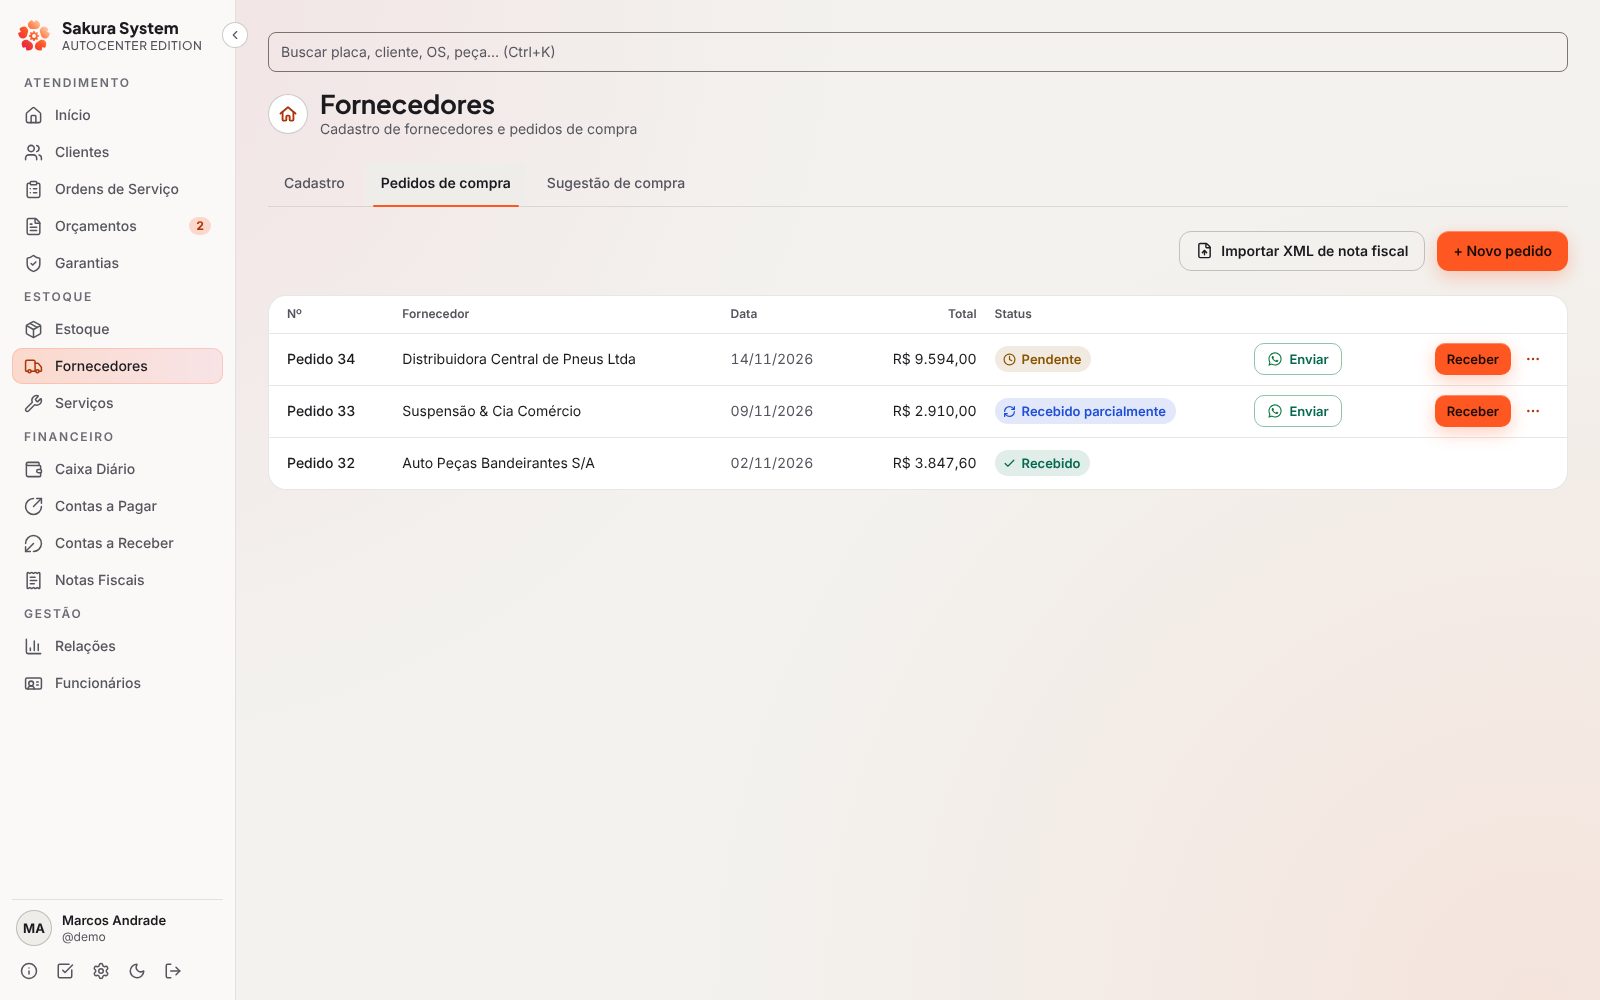 Sakura System
AUTOCENTER EDITION
ATENDIMENTO
Início
Clientes
Ordens de Serviço
Orçamentos 2
Garantias
ESTOQUE
Estoque
Fornecedores
Serviços
FINANCEIRO
Caixa Diário
Contas a Pagar
Contas a Receber
Notas Fiscais
GESTÃO
Relações
Funcionários
MA
Marcos Andrade
@demo
Buscar placa, cliente, OS, peça... (Ctrl+K)
Fornecedores
Cadastro de fornecedores e pedidos de compra
Cadastro Pedidos de compra Sugestão de compra
Importar XML de nota fiscal + Novo pedido
Nº Fornecedor Data Total Status
Pedido 34 Distribuidora Central de Pneus Ltda 14/11/2026 R$ 9.594,00 Pendente Enviar Receber ...
Pedido 33 Suspensão & Cia Comércio 09/11/2026 R$ 2.910,00 Recebido parcialmente Enviar Receber ...
Pedido 32 Auto Peças Bandeirantes S/A 02/11/2026 R$ 3.847,60 Recebido